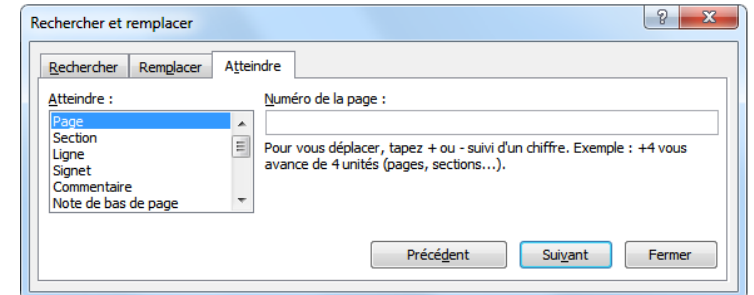 Rechercher et remplacer
Rechercher Remplacer Atteindre
Atteindre :
Page
Section
Ligne
Signet
Commentaire
Note de bas de page
Numéro de la page :
Pour vous déplacer, tapez + ou - suivi d'un chiffre. Exemple : +4 vous
avance de 4 unités (pages, sections...).
Précédent Suivant Fermer